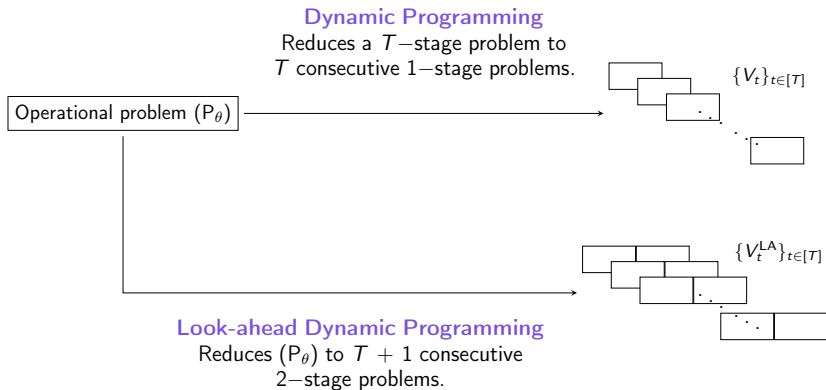 Dynamic Programming
Reduces a T−stage problem to
T consecutive 1−stage problems.
{V_t}_{t∈[T]}
Operational problem (P_θ)
{V_t^{LA}}_{t∈[T]}
Look-ahead Dynamic Programming
Reduces (P_θ) to T + 1 consecutive
2−stage problems.